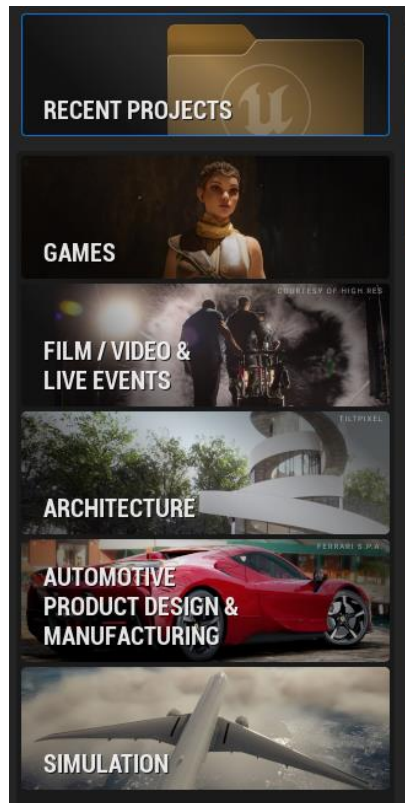 RECENT PROJECTS
GAMES
COURTESY OF HIGH RES
FILM / VIDEO &
LIVE EVENTS
TILTPIXEL
ARCHITECTURE
FERRARI S.P.A
AUTOMOTIVE
PRODUCT DESIGN &
MANUFACTURING
SIMULATION